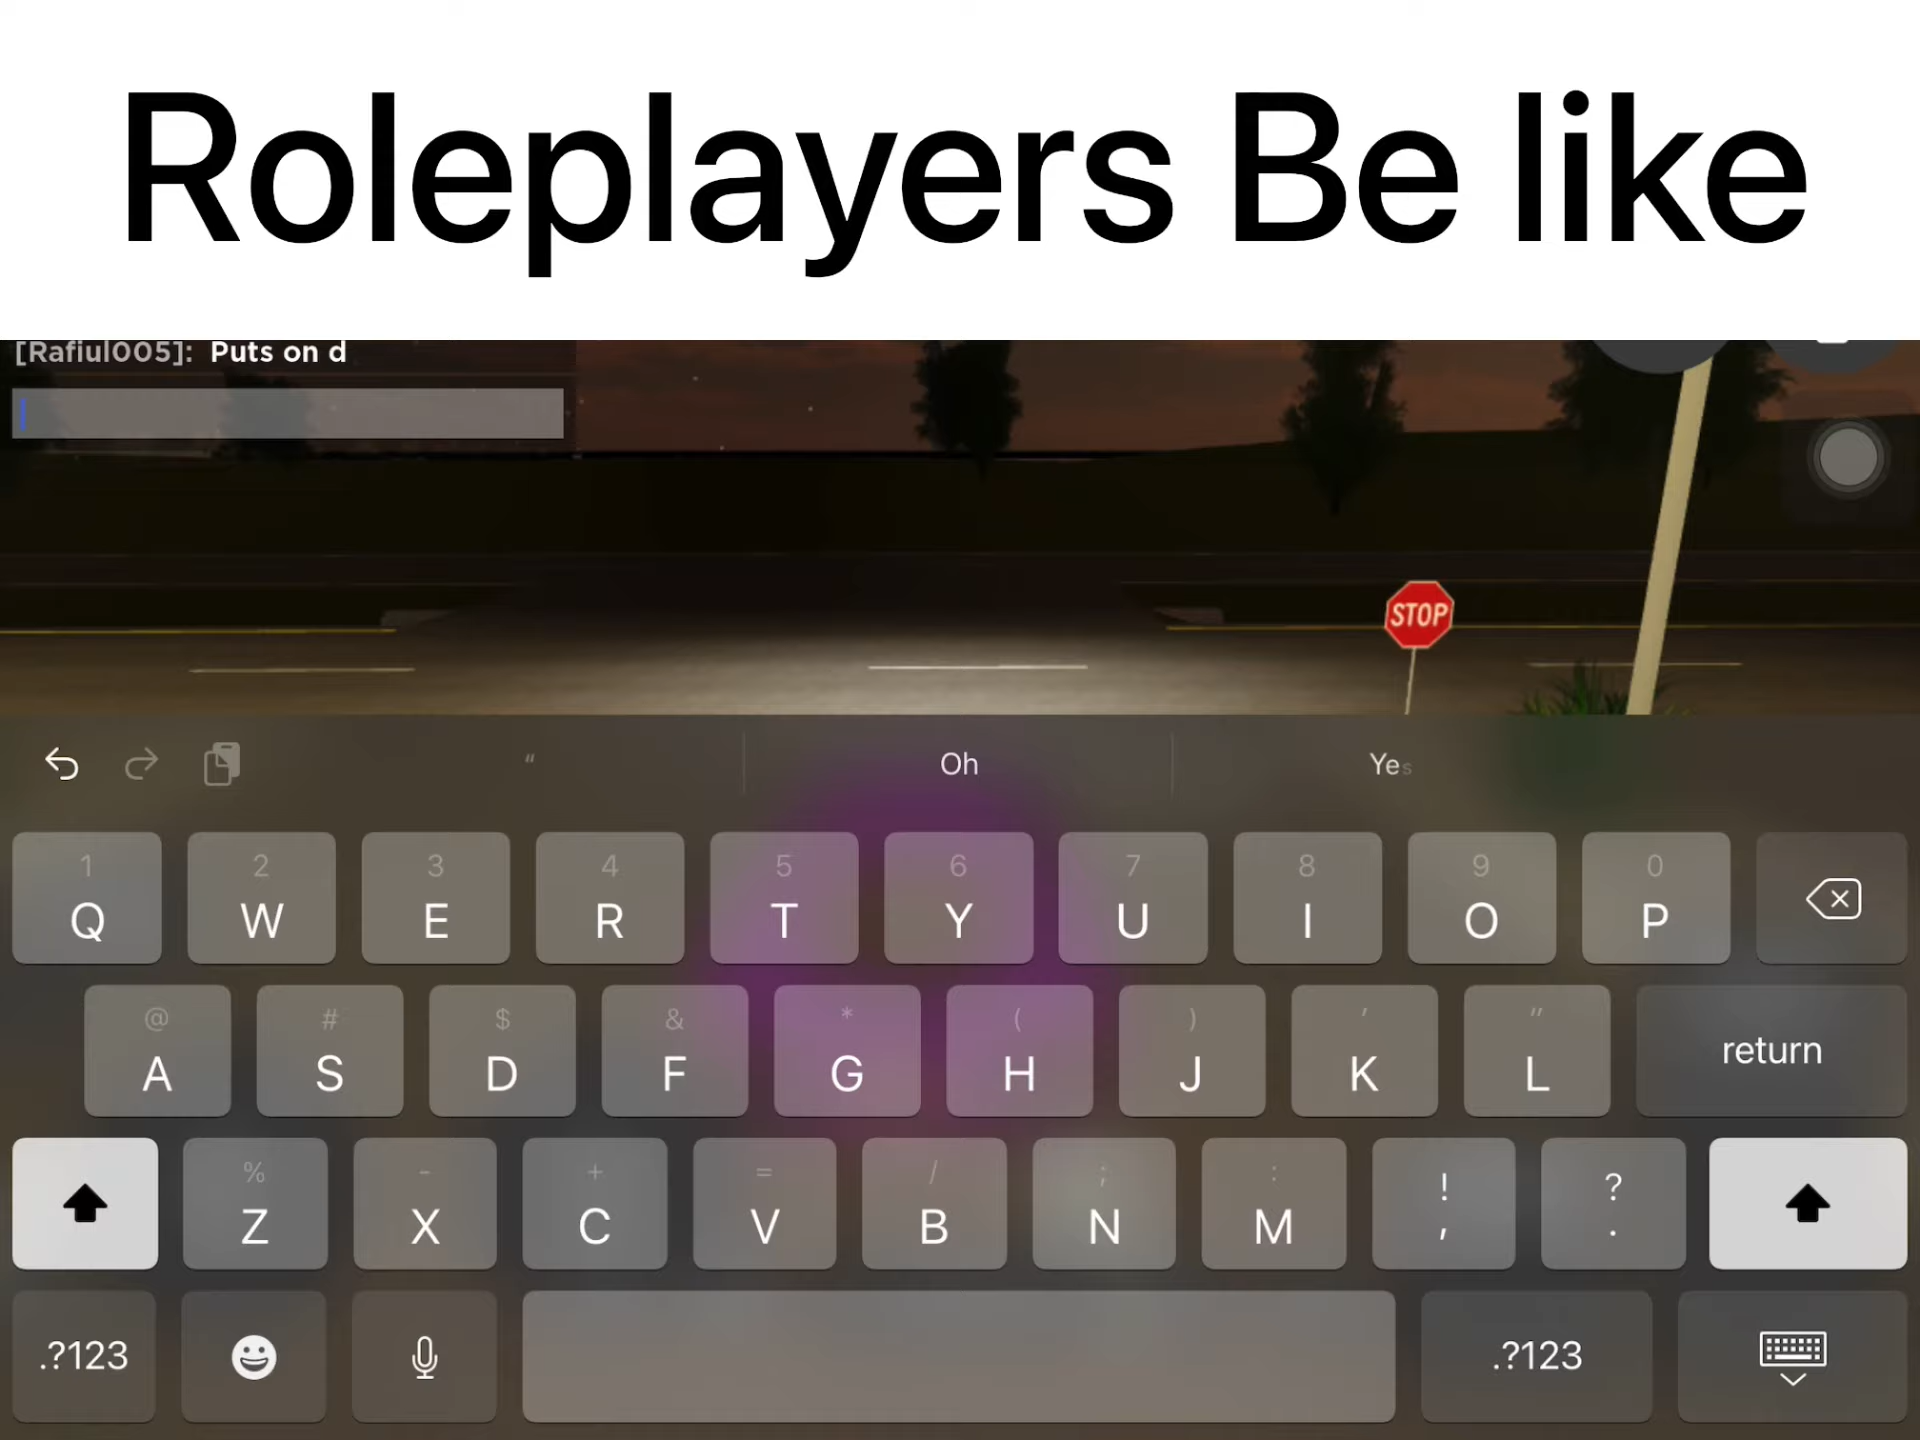 Roleplayers Be like
[Rafiul005]: Puts on d
STOP
“ Oh Yes
1 2 3 4 5 6 7 8 9 0
Q W E R T Y U I O P
@ # $ & * ( ) ' "
A S D F G H J K L return
% - + = / ; : ! ?
Z X C V B N M , .
.?123 .?123